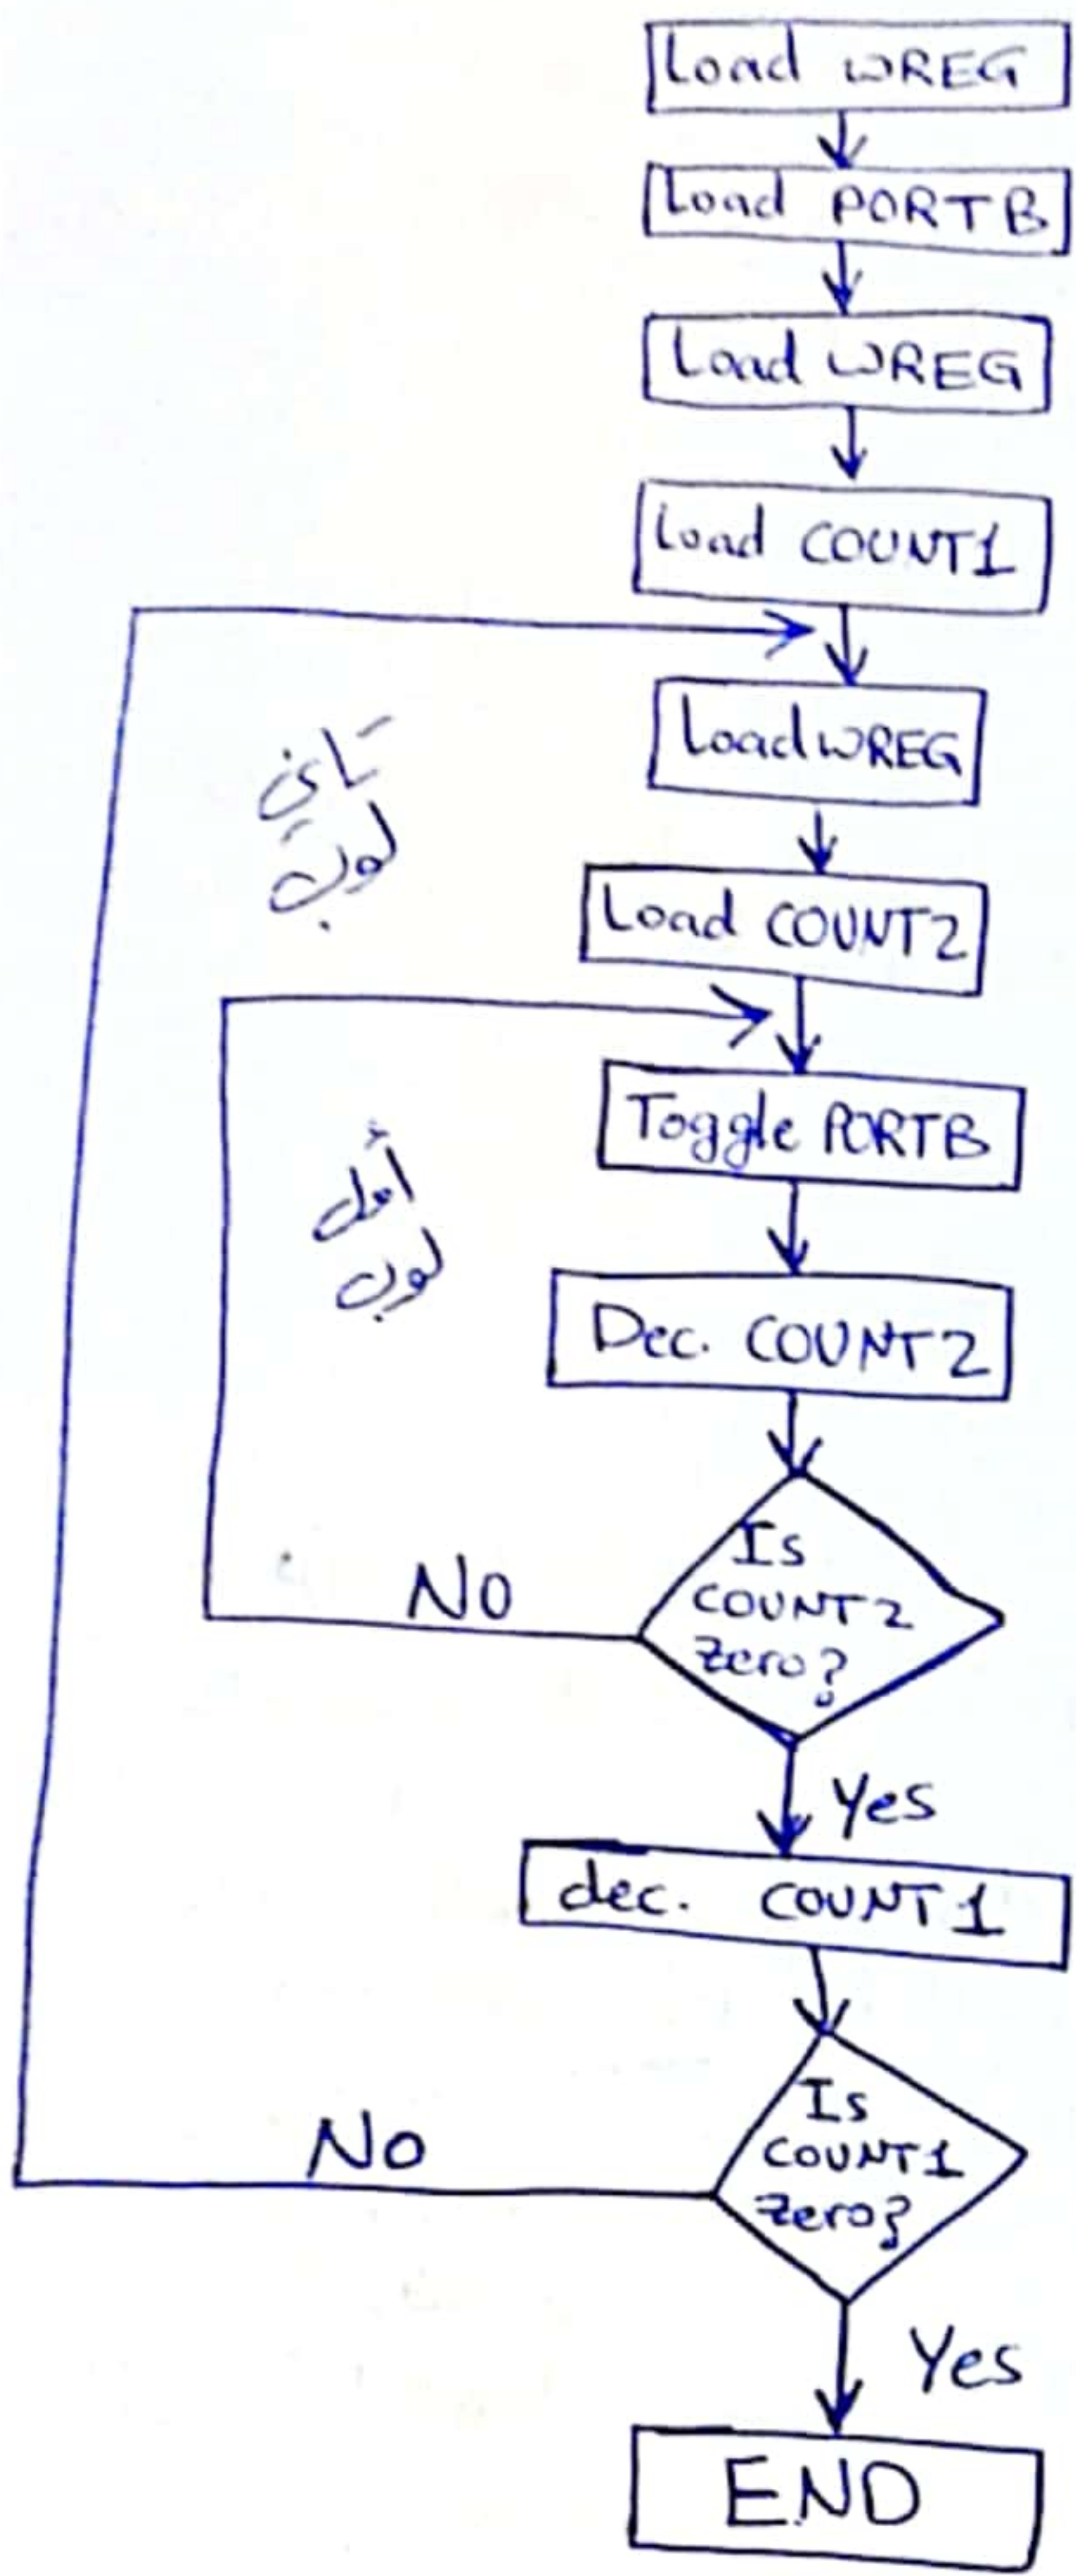 Load WREG
Load PORTB
Load WREG
Load COUNT1
Load WREG
تاني
لوب
Load COUNT2
Toggle PORTB
أول
لوب
Dec. COUNT2
Is
COUNT2
zero?
No
Yes
dec. COUNT1
Is
COUNT1
zero?
No
Yes
END